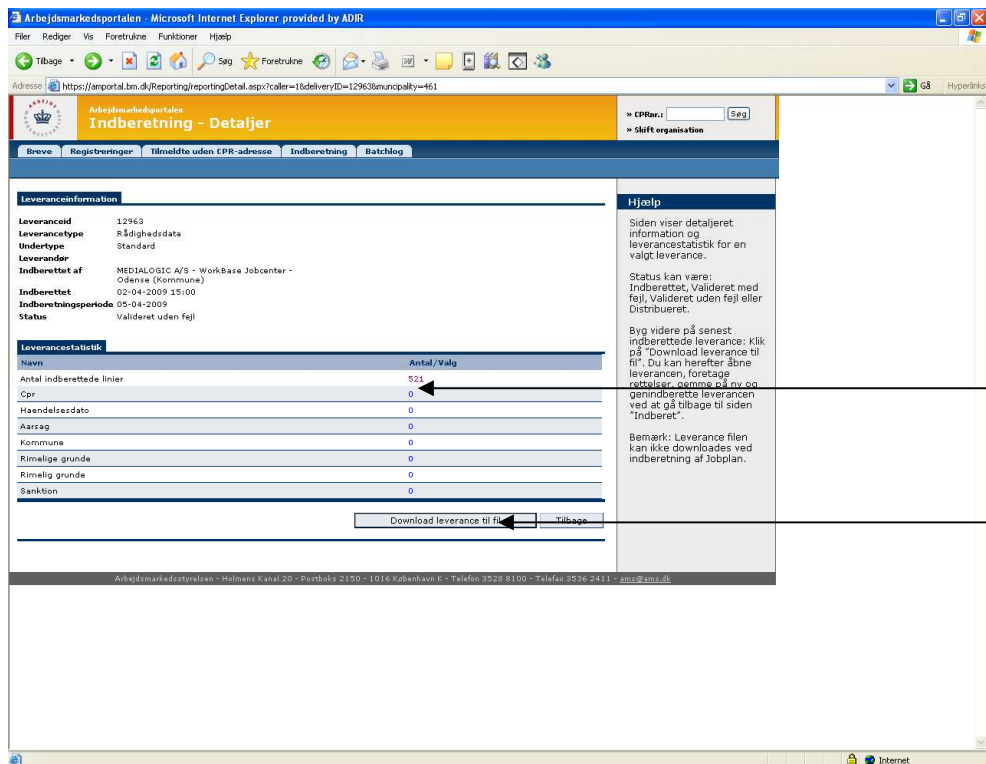 Arbejdsmarkedsportalen - Microsoft Internet Explorer provided by ADIR
Filer Rediger Vis Foretrukne Funktioner Hjælp
Tilbage Søg Foretrukne
Adresse https://amportal.bm.dk/Reporting/reportingDetail.aspx?caller=1&deliveryID=12963&muncipality=461 Gå Hyperlinks
Arbejdsmarkedsportalen
Indberetning - Detaljer
» CPRnr.: Søg
» Skift organisation
Breve Registreringer Tilmeldte uden CPR-adresse Indberetning Batchlog
Leveranceinformation
Leveranceid 12963
Leverancetype Rådighedsdata
Undertype Standard
Leverandør
Indberettet af MEDIALOGIC A/S - WorkBase Jobcenter -
Odense (Kommune)
Indberettet 02-04-2009 15:00
Indberetningsperiode 05-04-2009
Status Valideret uden fejl
Leverancestatistik
Navn Antal/Valg
Antal indberettede linier 521
Cpr 0
Haendelsesdato 0
Aarsag 0
Kommune 0
Rimelige grunde 0
Rimelig grunde 0
Sanktion 0
Download leverance til fil Tilbage
Hjælp
Siden viser detaljeret
information og
leverancestatistik for en
valgt leverance.
Status kan være:
Indberettet, Valideret med
fejl, Valideret uden fejl eller
Distribueret.
Byg videre på senest
indberettede leverance: Klik
på "Download leverance til
fil". Du kan herefter åbne
leverancen, foretage
rettelser, gemme på ny og
genindberette leverancen
ved at gå tilbage til siden
"Indberet".
Bemærk: Leverance filen
kan ikke downloades ved
indberetning af Jobplan.
Arbejdsmarkedsstyrelsen - Holmens Kanal 20 - Postboks 2150 - 1016 København K - Telefon 3528 8100 - Telefax 3536 2411 - ams@ams.dk
Internet